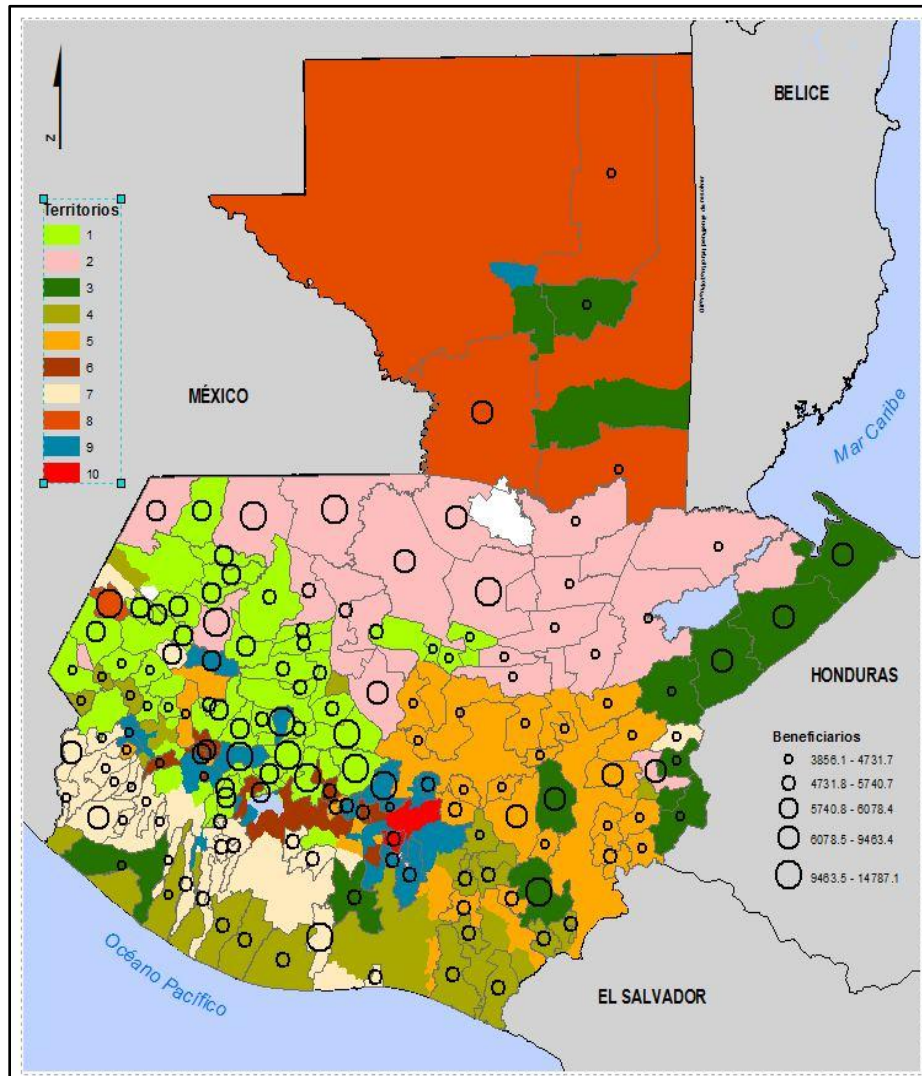 BELICE
N
Territorios
1
2
3
4
5
6
7
8
9
10
MÉXICO
Mar Caribe
HONDURAS
Beneficiarios
3856.1 - 4731.7
4731.8 - 5740.7
5740.8 - 6078.4
6078.5 - 9463.4
9463.5 - 14787.1
EL SALVADOR
Océano Pacífico